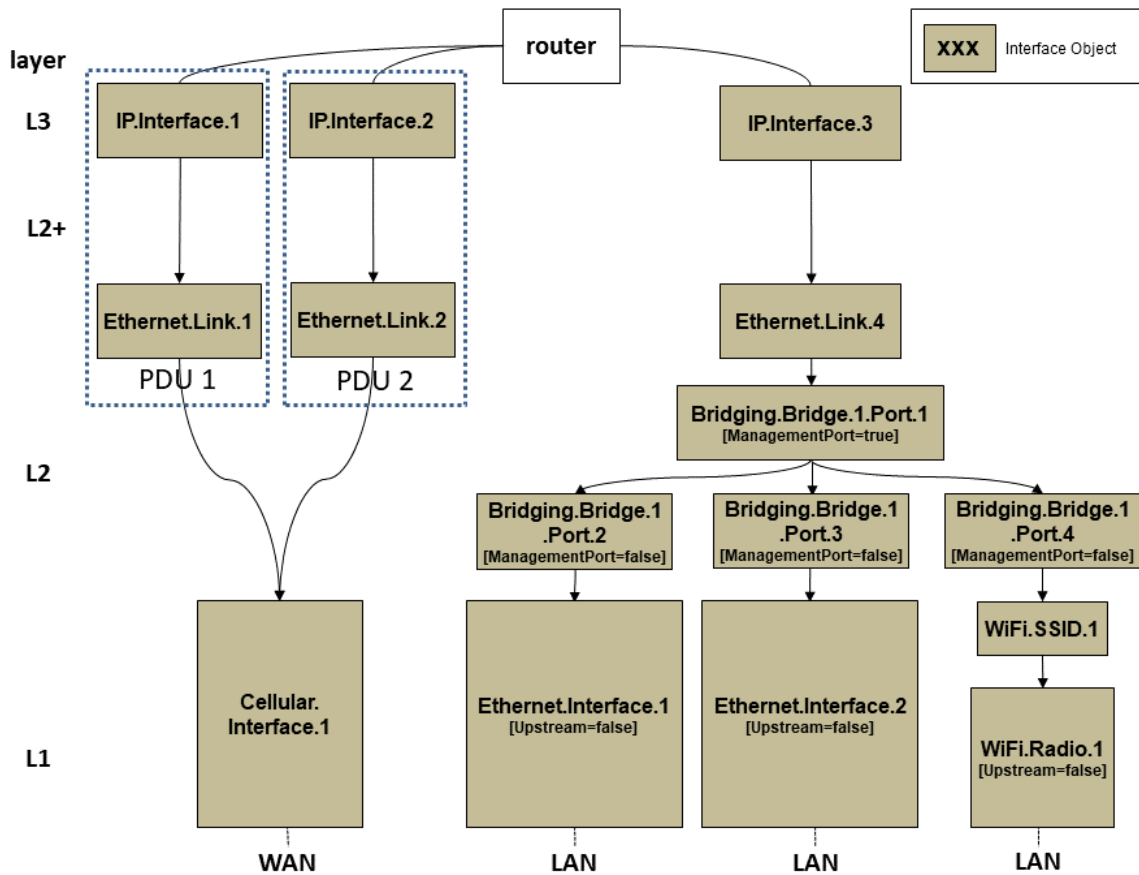 router
XXX
Interface Object
layer
L3
IP.Interface.1
IP.Interface.2
IP.Interface.3
L2+
Ethernet.Link.1
Ethernet.Link.2
Ethernet.Link.4
PDU 1
PDU 2
Bridging.Bridge.1.Port.1
[ManagementPort=true]
L2
Bridging.Bridge.1
.Port.2
[ManagementPort=false]
Bridging.Bridge.1
.Port.3
[ManagementPort=false]
Bridging.Bridge.1
.Port.4
[ManagementPort=false]
WiFi.SSID.1
Cellular.
Interface.1
Ethernet.Interface.1
[Upstream=false]
Ethernet.Interface.2
[Upstream=false]
WiFi.Radio.1
[Upstream=false]
L1
WAN
LAN
LAN
LAN